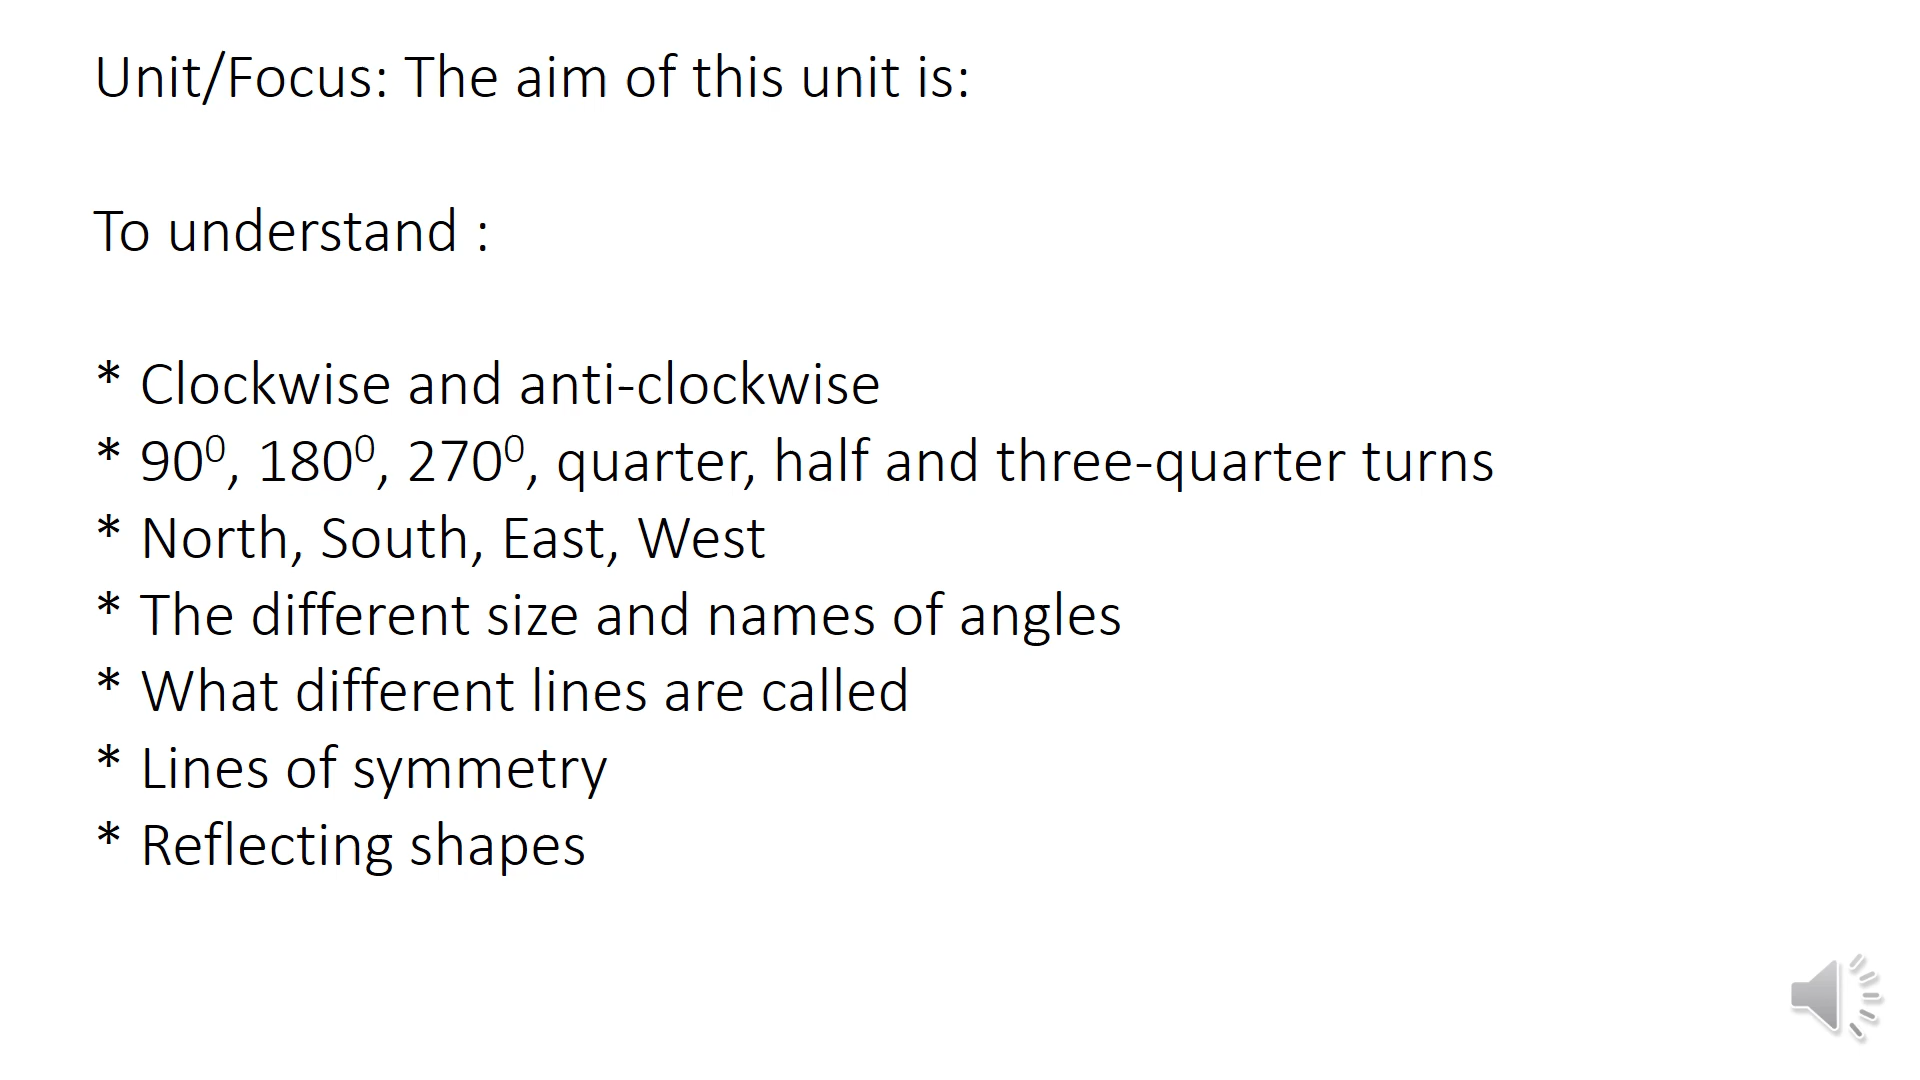 Unit/Focus: The aim of this unit is:
To understand :
* Clockwise and anti-clockwise
* 90⁰, 180⁰, 270⁰, quarter, half and three-quarter turns
* North, South, East, West
* The different size and names of angles
* What different lines are called
* Lines of symmetry
* Reflecting shapes